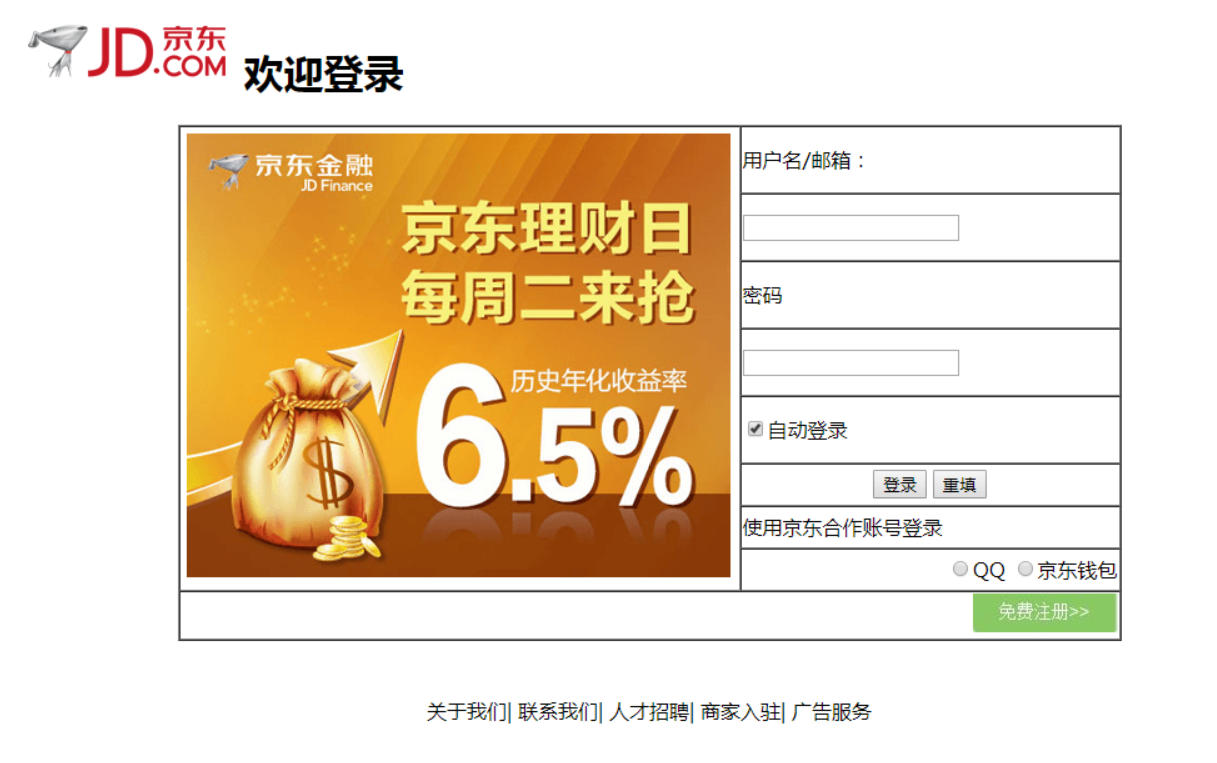 JD.COM 京东
欢迎登录
京东金融
JD Finance
京东理财日
每周二来抢
历史年化收益率
6.5%
$
用户名/邮箱：
密码
自动登录
登录 重填
使用京东合作账号登录
QQ 京东钱包
免费注册>>
关于我们| 联系我们| 人才招聘| 商家入驻| 广告服务